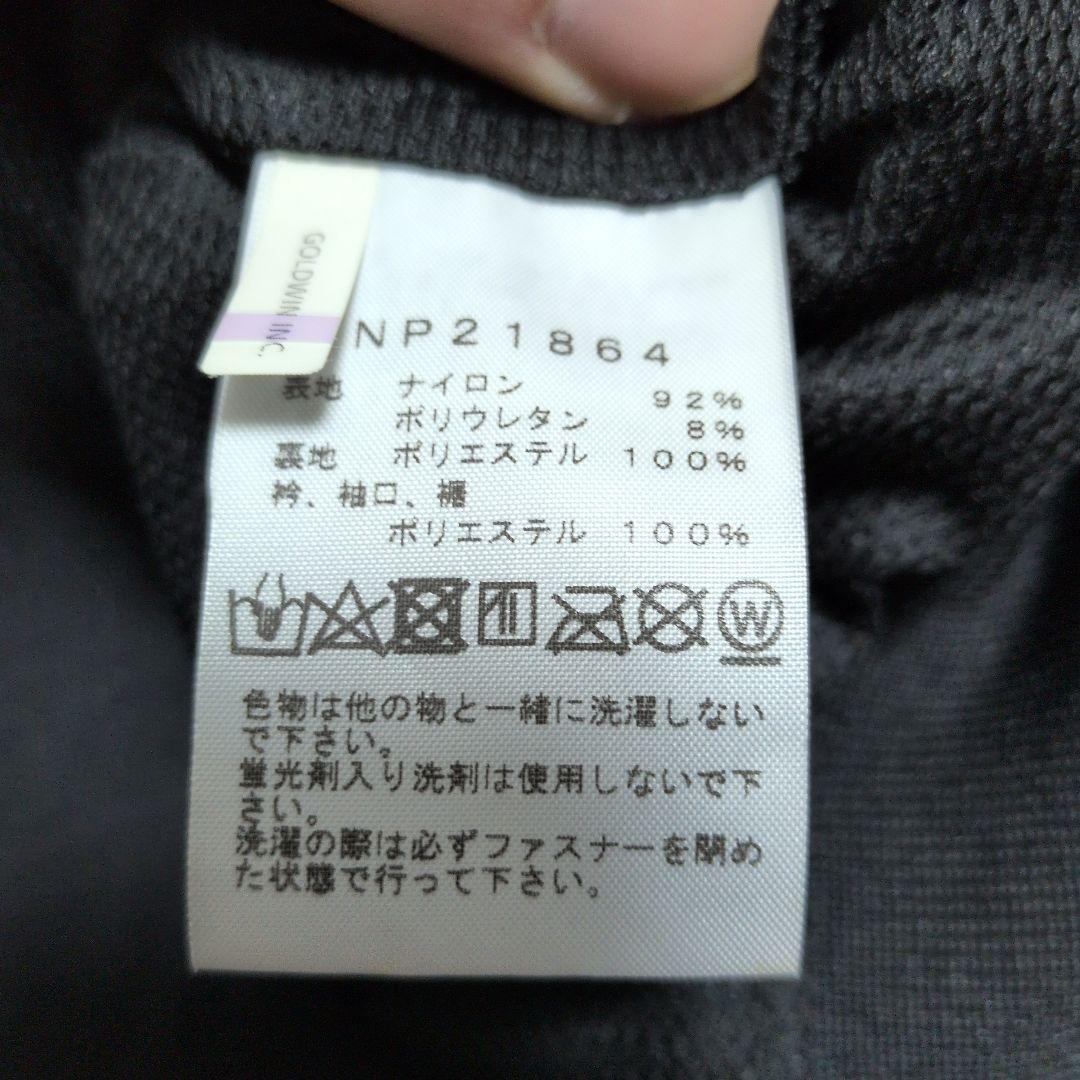 GOLDWIN INC.
NP21864
表地 ナイロン 92%
ポリウレタン 8%
裏地 ポリエステル 100%
衿、袖口、裾
ポリエステル 100%
W
色物は他の物と一緒に洗濯しない
で下さい。
蛍光剤入り洗剤は使用しないで下
さい。
洗濯の際は必ずファスナーを閉め
た状態で行って下さい。